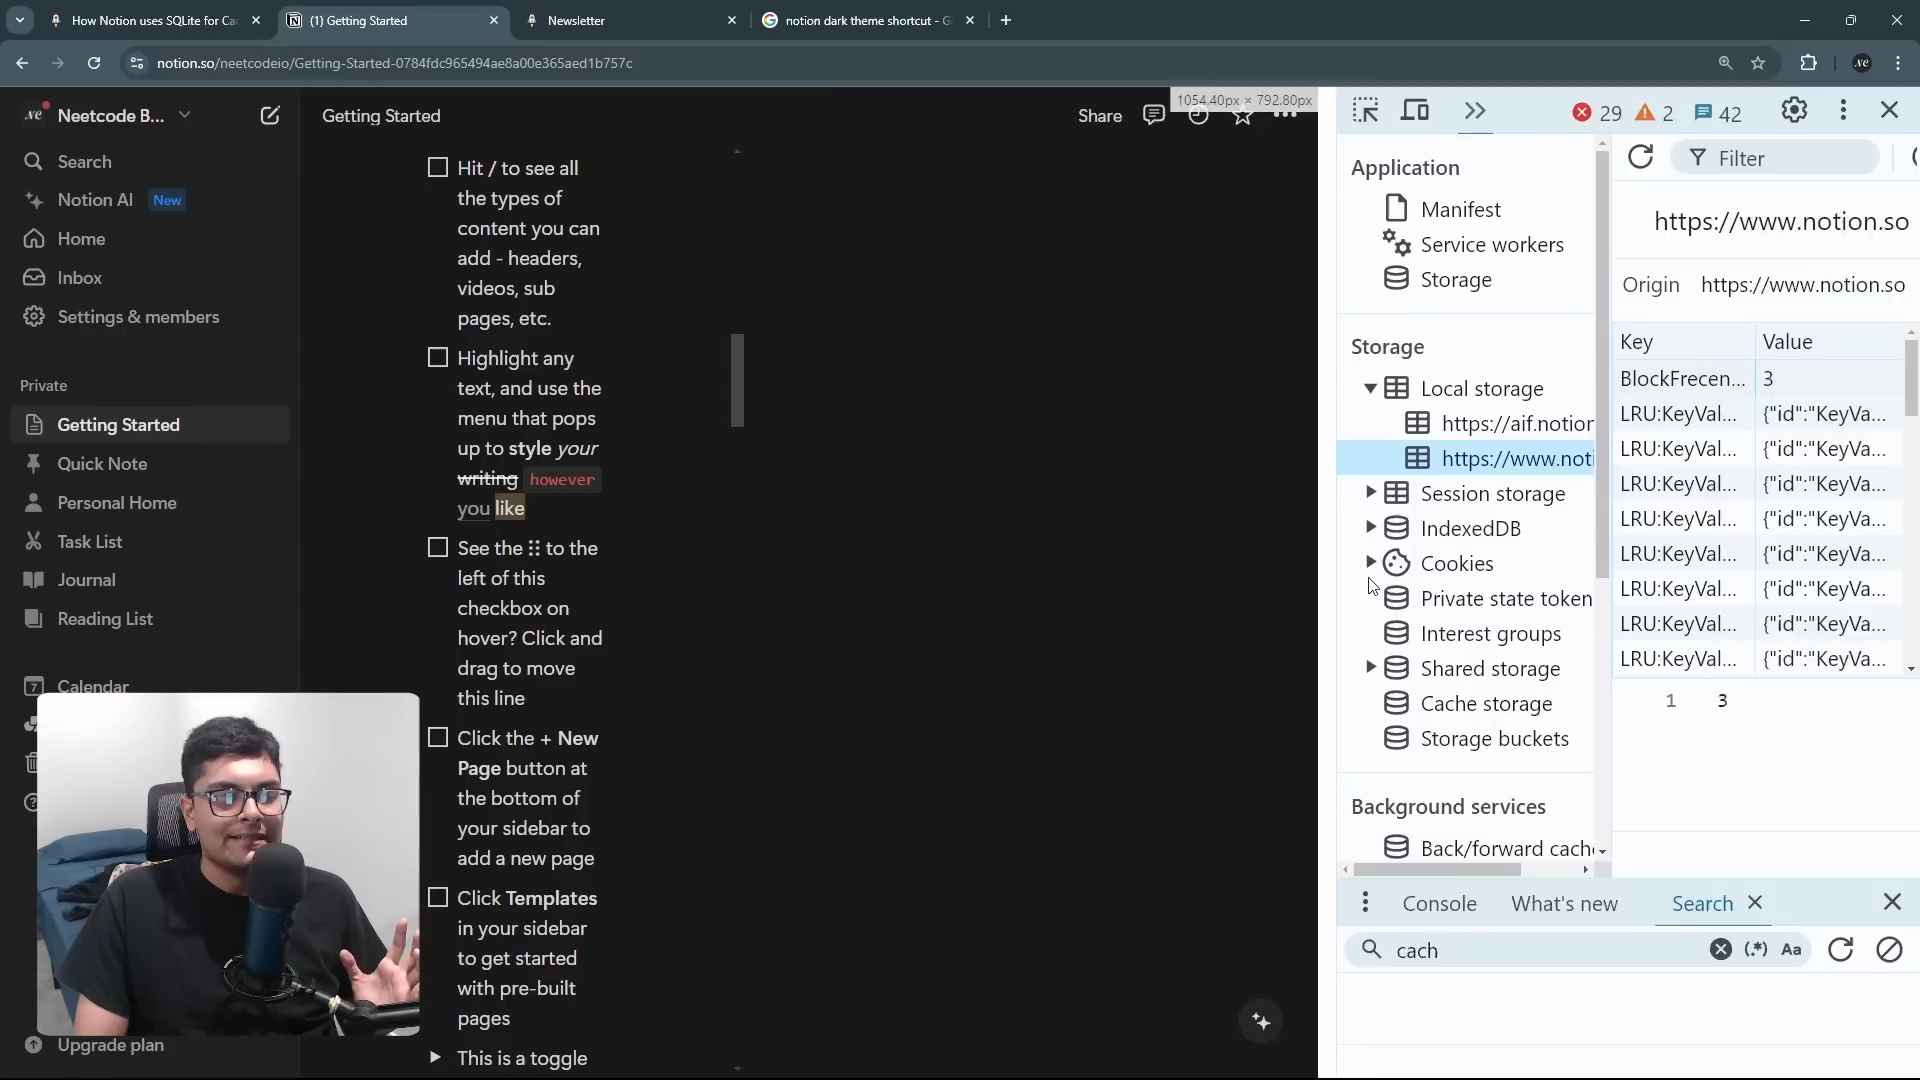 How Notion uses SQLite for Ca
(1) Getting Started
Newsletter
notion dark theme shortcut - G
notion.so/neetcodeio/Getting-Started-0784fdc965494ae8a00e365aed1b757c
Neetcode B...
Search
Notion AI New
Home
Inbox
Settings & members
Private
Getting Started
Quick Note
Personal Home
Task List
Journal
Reading List
Calendar
Upgrade plan
Getting Started
Share
1054.40px × 792.80px
Hit / to see all
the types of
content you can
add - headers,
videos, sub
pages, etc.
Highlight any
text, and use the
menu that pops
up to style your
writing however
you like
See the ⠿ to the
left of this
checkbox on
hover? Click and
drag to move
this line
Click the + New
Page button at
the bottom of
your sidebar to
add a new page
Click Templates
in your sidebar
to get started
with pre-built
pages
This is a toggle
29 2 42
Application
Manifest
Service workers
Storage
Storage
Local storage
https://aif.notion
https://www.noti
Session storage
IndexedDB
Cookies
Private state token
Interest groups
Shared storage
Cache storage
Storage buckets
Background services
Back/forward cach
Filter
https://www.notion.so
Origin https://www.notion.so
Key Value
BlockFrecen... 3
LRU:KeyVal... {"id":"KeyVa...
LRU:KeyVal... {"id":"KeyVa...
LRU:KeyVal... {"id":"KeyVa...
LRU:KeyVal... {"id":"KeyVa...
LRU:KeyVal... {"id":"KeyVa...
LRU:KeyVal... {"id":"KeyVa...
LRU:KeyVal... {"id":"KeyVa...
LRU:KeyVal... {"id":"KeyVa...
1 3
Console What's new Search
cach (.*) Aa